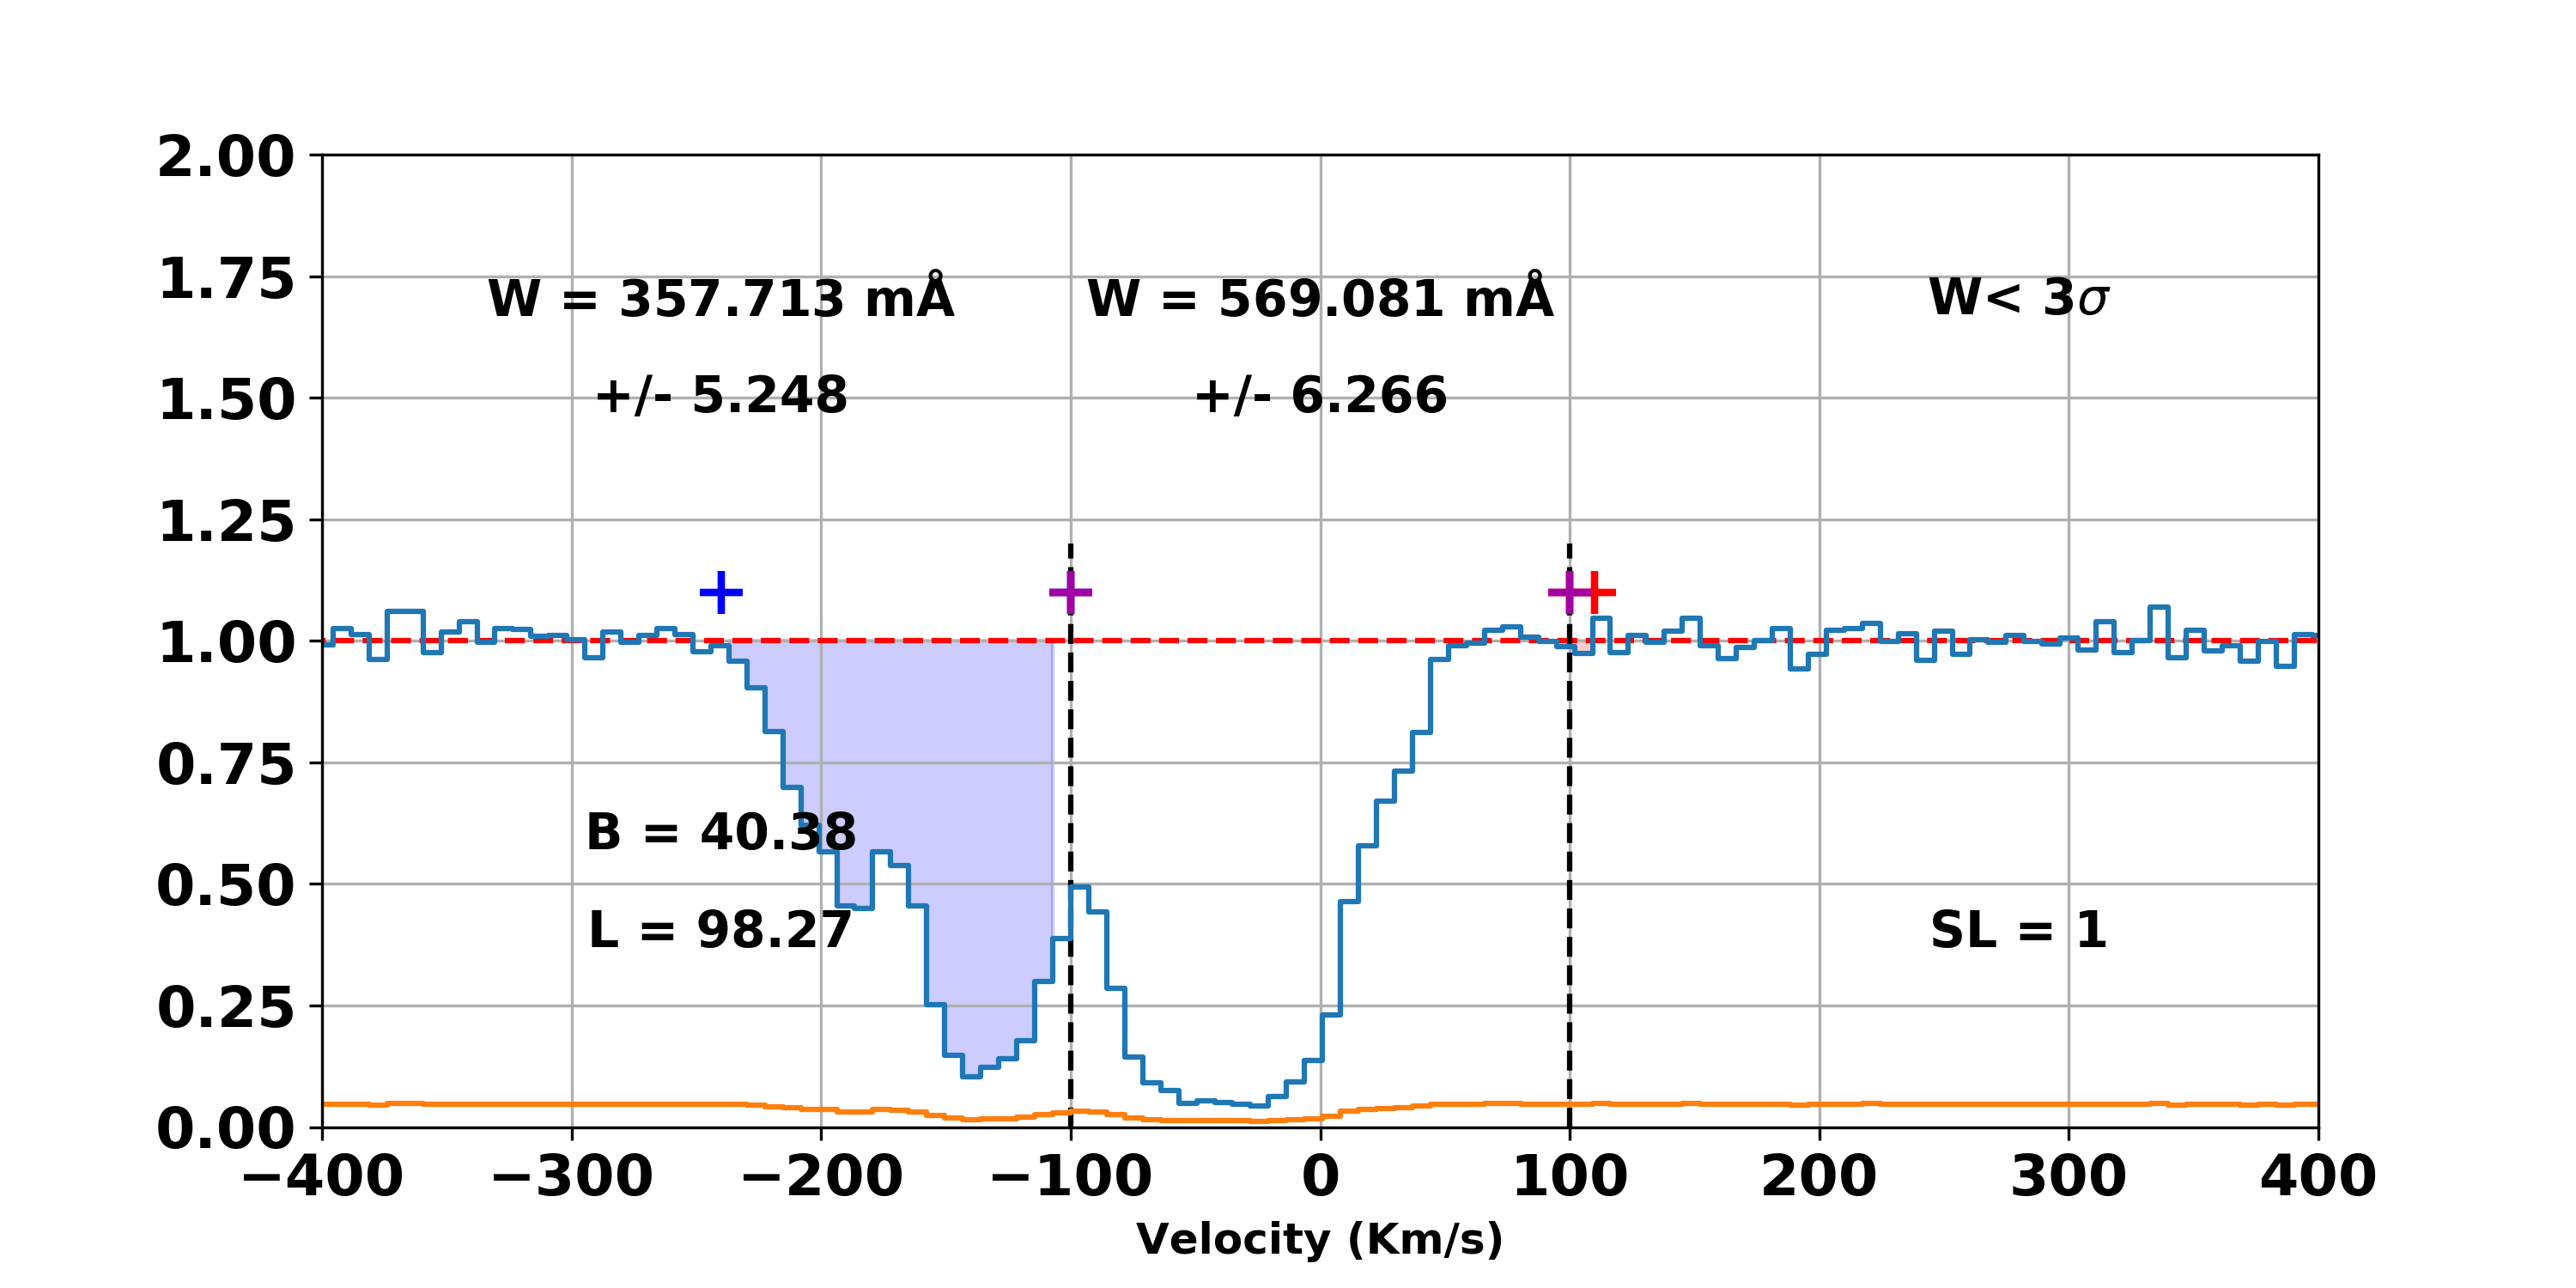 2.00
1.75
W = 357.713 mÅ W = 569.081 mÅ W< 3σ
1.50
+/- 5.248 +/- 6.266
1.25
1.00
0.75
B = 40.38
0.50
L = 98.27 SL = 1
0.25
0.00
−400 −300 −200 −100 0 100 200 300 400
Velocity (Km/s)